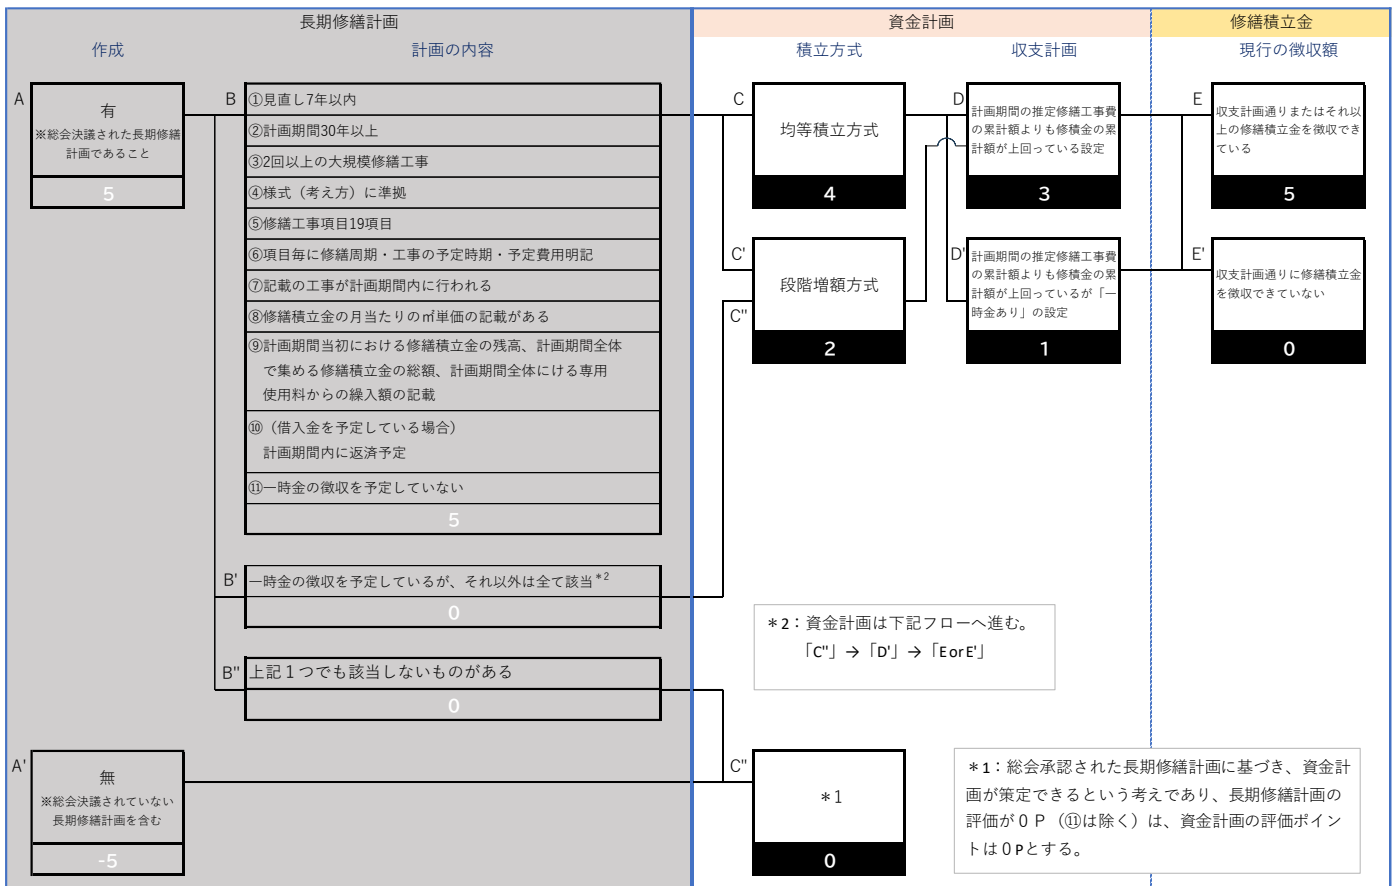 長期修繕計画
資金計画
修繕積立金
作成
計画の内容
積立方式
収支計画
現行の徴収額
A
有
※総会決議された長期修繕
計画であること
5
B
①見直し7年以内
②計画期間30年以上
③2回以上の大規模修繕工事
④様式（考え方）に準拠
⑤修繕工事項目19項目
⑥項目毎に修繕周期・工事の予定時期・予定費用明記
⑦記載の工事が計画期間内に行われる
⑧修繕積立金の月当たりの㎡単価の記載がある
⑨計画期間当初における修繕積立金の残高、計画期間全体
で集める修繕積立金の総額、計画期間全体にける専用
使用料からの繰入額の記載
⑩（借入金を予定している場合）
計画期間内に返済予定
⑪一時金の徴収を予定していない
5
B'
一時金の徴収を予定しているが、それ以外は全て該当*2
0
B"
上記１つでも該当しないものがある
0
A'
無
※総会決議されていない
長期修繕計画を含む
-5
C
均等積立方式
4
C'
C"
段階増額方式
2
D
計画期間の推定修繕工事費
の累計額よりも修積金の累
計額が上回っている設定
3
D'
計画期間の推定修繕工事費
の累計額よりも修積金の累
計額が上回っているが「一
時金あり」の設定
1
E
収支計画通りまたはそれ以
上の修繕積立金を徴収でき
ている
5
E'
収支計画通りに修繕積立金
を徴収できていない
0
＊2：資金計画は下記フローへ進む。
「C"」→「D'」→「E or E'」
C"
＊1
0
＊1：総会承認された長期修繕計画に基づき、資金計
画が策定できるという考えであり、長期修繕計画の
評価が０Ｐ（⑪は除く）は、資金計画の評価ポイン
トは０Pとする。